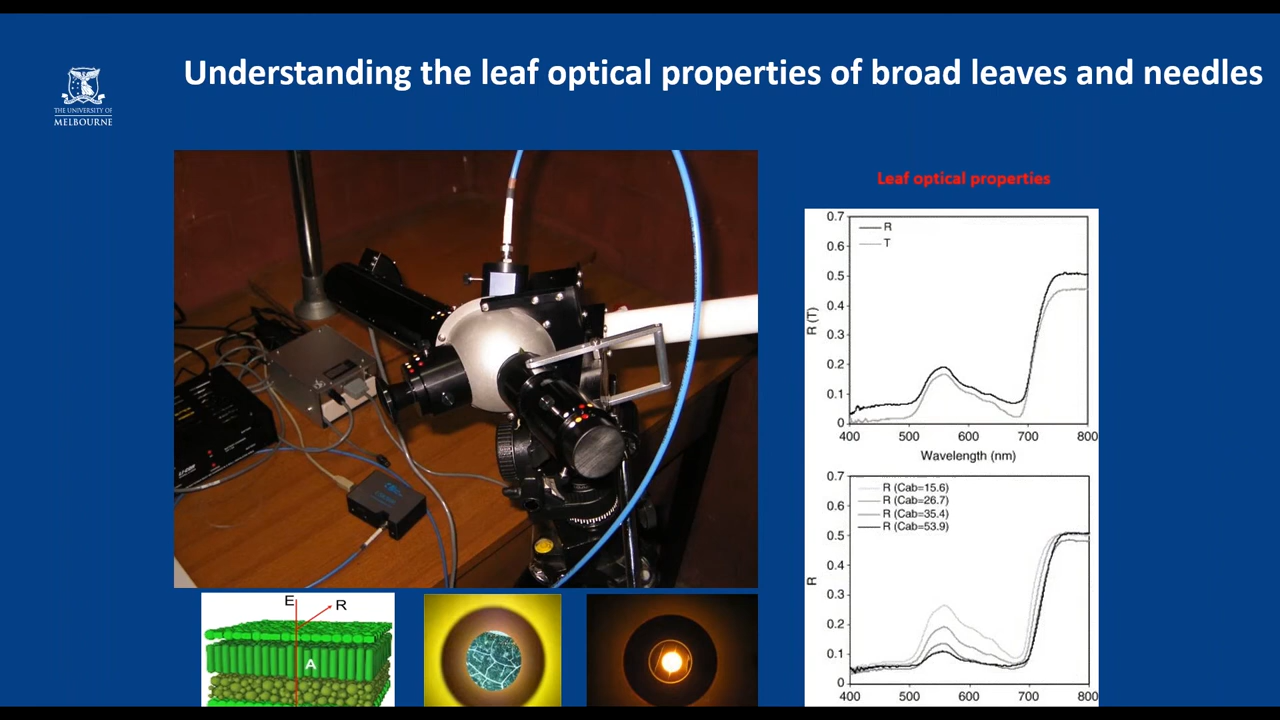 Understanding the leaf optical properties of broad leaves and needles
THE UNIVERSITY OF
MELBOURNE
Leaf optical properties
0.7
0.6
0.5
0.4
0.3
0.2
0.1
0
R (T)
R
T
400 500 600 700 800
Wavelength (nm)
0.7
0.6
0.5
0.4
0.3
0.2
0.1
0
R
R (Cab=15.6)
R (Cab=26.7)
R (Cab=35.4)
R (Cab=53.9)
400 500 600 700 800
E
R
A